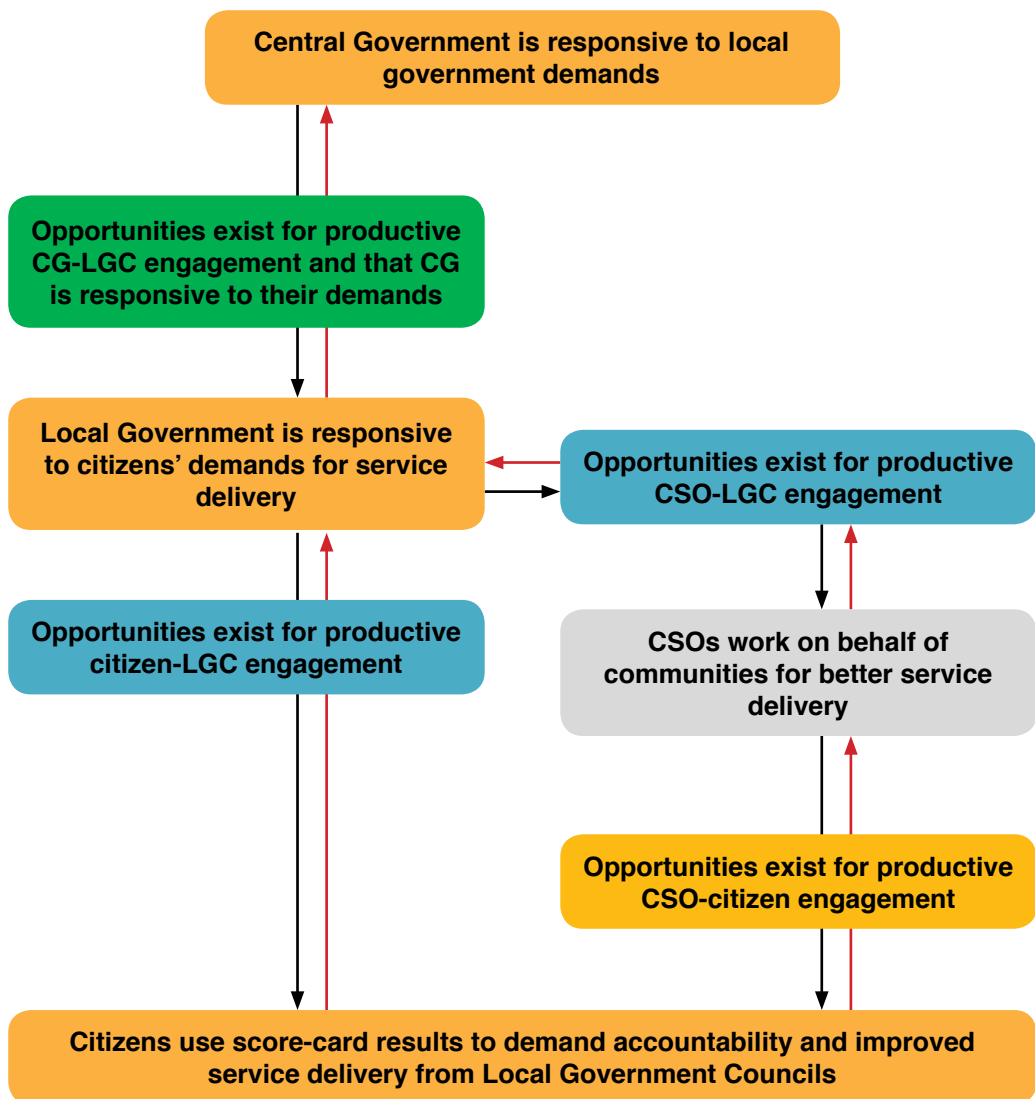 Central Government is responsive to local
government demands
Opportunities exist for productive
CG-LGC engagement and that CG
is responsive to their demands
Local Government is responsive
to citizens’ demands for service
delivery
Opportunities exist for productive
CSO-LGC engagement
Opportunities exist for productive
citizen-LGC engagement
CSOs work on behalf of
communities for better service
delivery
Opportunities exist for productive
CSO-citizen engagement
Citizens use score-card results to demand accountability and improved
service delivery from Local Government Councils